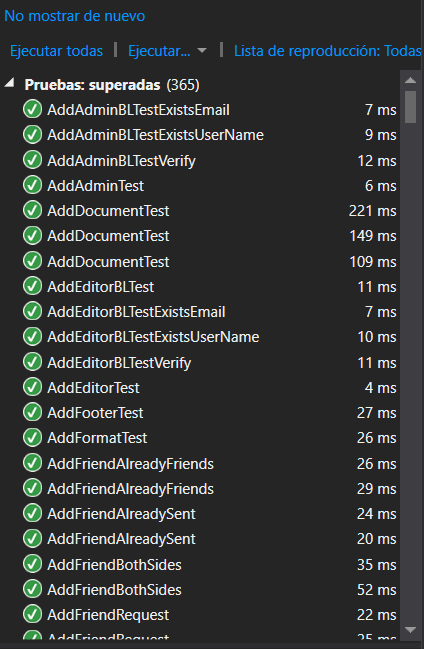 No mostrar de nuevo
Ejecutar todas | Ejecutar... | Lista de reproducción: Todas
Pruebas: superadas (365)
AddAdminBLTestExistsEmail 7 ms
AddAdminBLTestExistsUserName 9 ms
AddAdminBLTestVerify 12 ms
AddAdminTest 6 ms
AddDocumentTest 221 ms
AddDocumentTest 149 ms
AddDocumentTest 109 ms
AddEditorBLTest 11 ms
AddEditorBLTestExistsEmail 7 ms
AddEditorBLTestExistsUserName 10 ms
AddEditorBLTestVerify 11 ms
AddEditorTest 4 ms
AddFooterTest 27 ms
AddFormatTest 26 ms
AddFriendAlreadyFriends 26 ms
AddFriendAlreadyFriends 29 ms
AddFriendAlreadySent 24 ms
AddFriendAlreadySent 20 ms
AddFriendBothSides 35 ms
AddFriendBothSides 52 ms
AddFriendRequest 22 ms
AddFriendRequest 25 ms